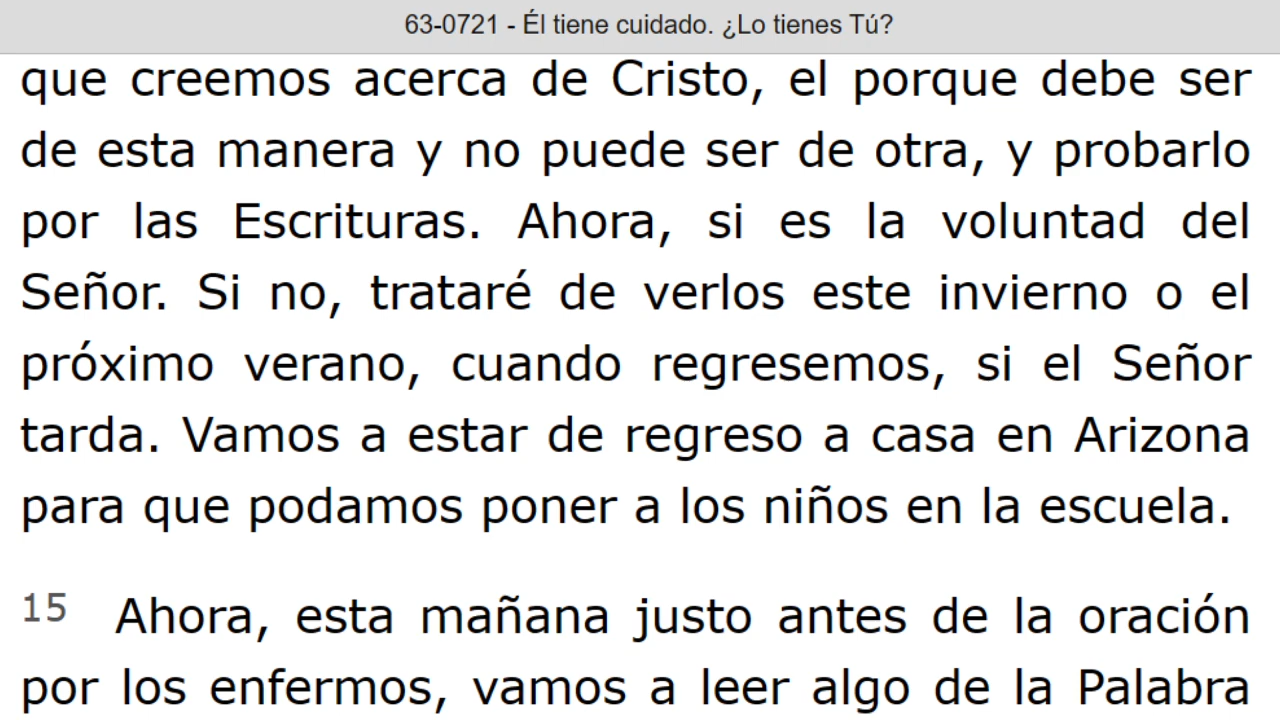 63-0721 - Él tiene cuidado. ¿Lo tienes Tú?
que creemos acerca de Cristo, el porque debe ser
de esta manera y no puede ser de otra, y probarlo
por las Escrituras. Ahora, si es la voluntad del
Señor. Si no, trataré de verlos este invierno o el
próximo verano, cuando regresemos, si el Señor
tarda. Vamos a estar de regreso a casa en Arizona
para que podamos poner a los niños en la escuela.
15 Ahora, esta mañana justo antes de la oración
por los enfermos, vamos a leer algo de la Palabra